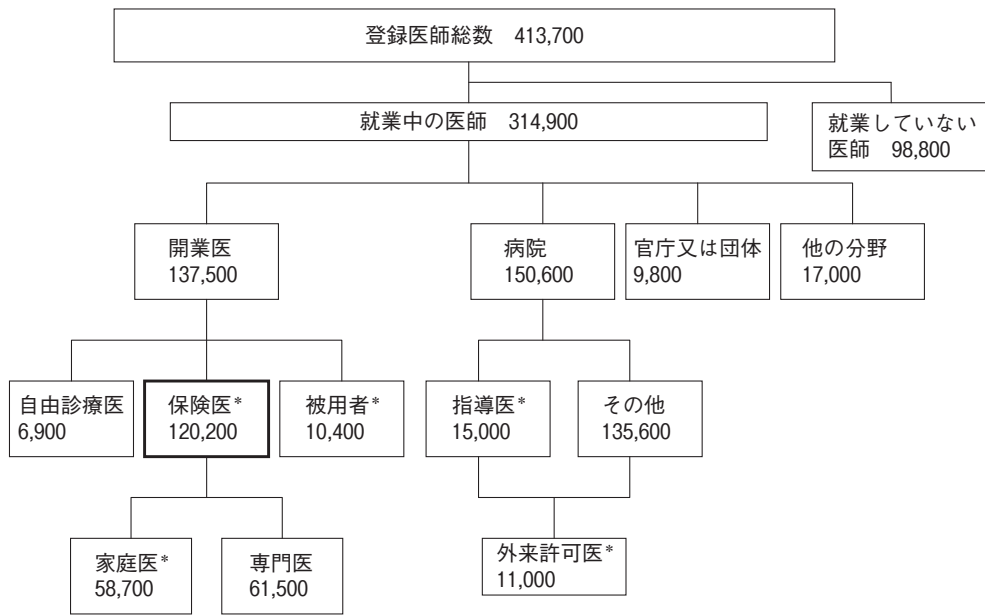 登録医師総数 413,700
就業中の医師 314,900
就業していない
医師 98,800
開業医
137,500
病院
150,600
官庁又は団体
9,800
他の分野
17,000
自由診療医
6,900
保険医*
120,200
被用者*
10,400
指導医*
15,000
その他
135,600
家庭医*
58,700
専門医
61,500
外来許可医*
11,000